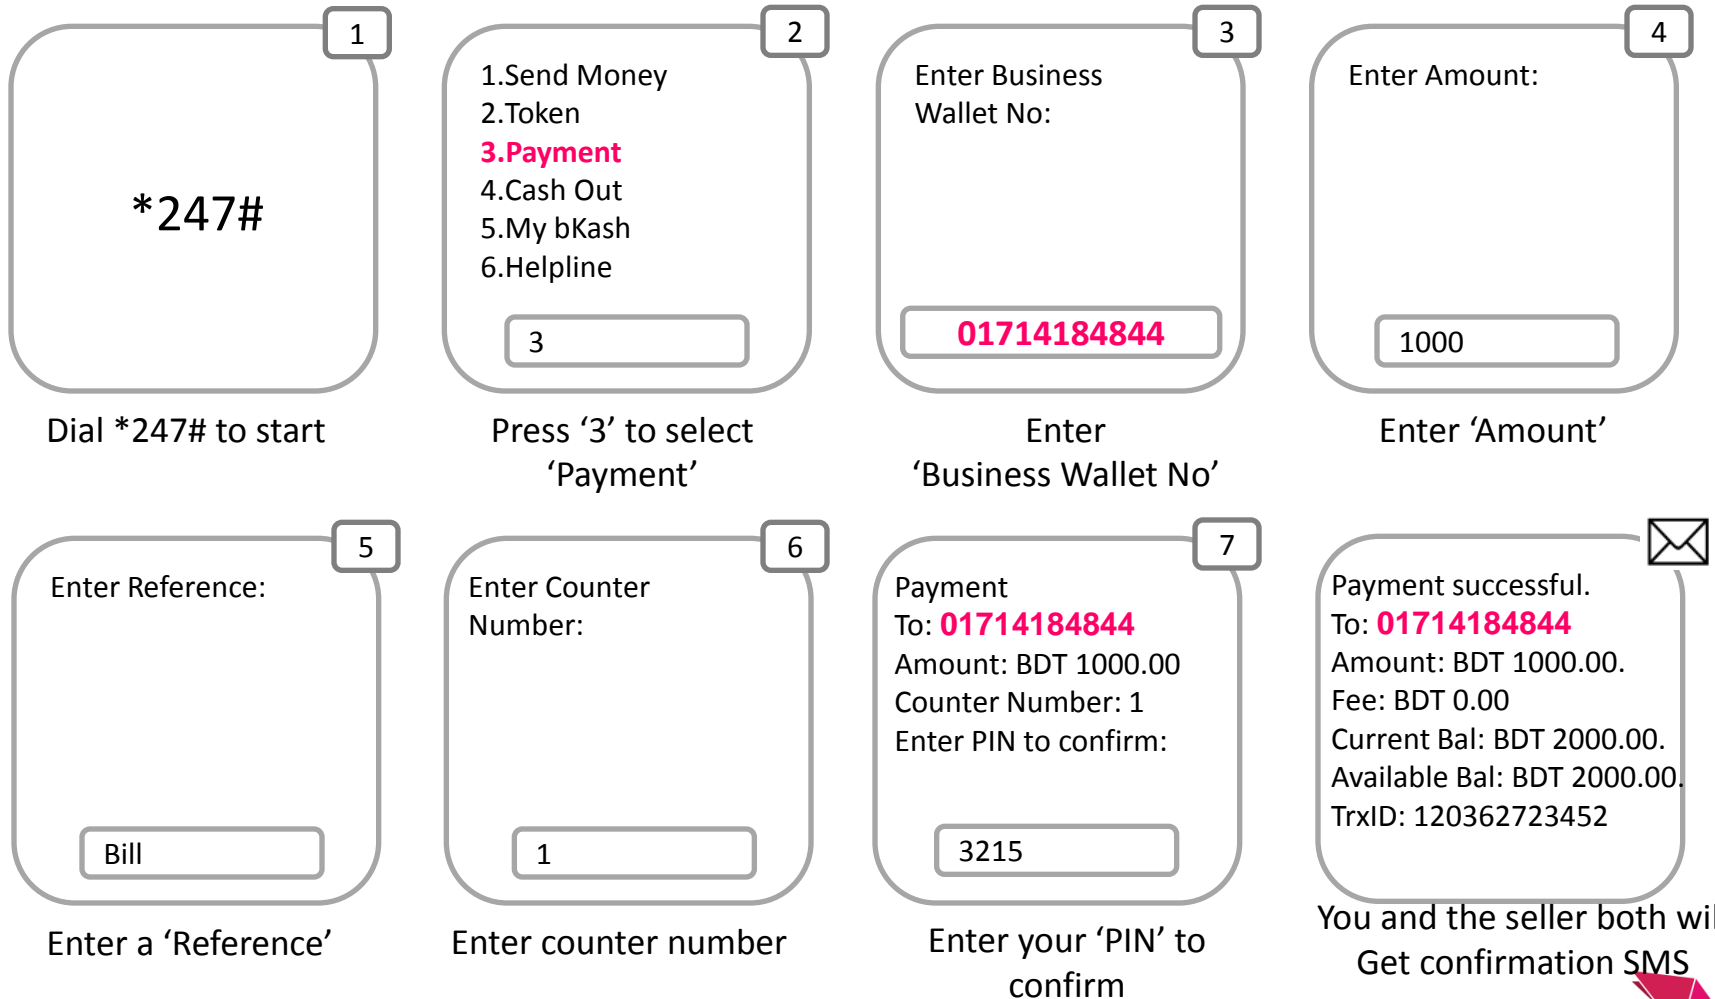 1
*247#
Dial *247# to start
2
1.Send Money
2.Token
3.Payment
4.Cash Out
5.My bKash
6.Helpline
3
Press ‘3’ to select
‘Payment’
3
Enter Business
Wallet No:
01714184844
Enter
‘Business Wallet No’
4
Enter Amount:
1000
Enter ‘Amount’
5
Enter Reference:
Bill
Enter a ‘Reference’
6
Enter Counter
Number:
1
Enter counter number
7
Payment
To: 01714184844
Amount: BDT 1000.00
Counter Number: 1
Enter PIN to confirm:
3215
Enter your ‘PIN’ to
confirm
Payment successful.
To: 01714184844
Amount: BDT 1000.00.
Fee: BDT 0.00
Current Bal: BDT 2000.00.
Available Bal: BDT 2000.00.
TrxID: 120362723452
You and the seller both wil
Get confirmation SMS